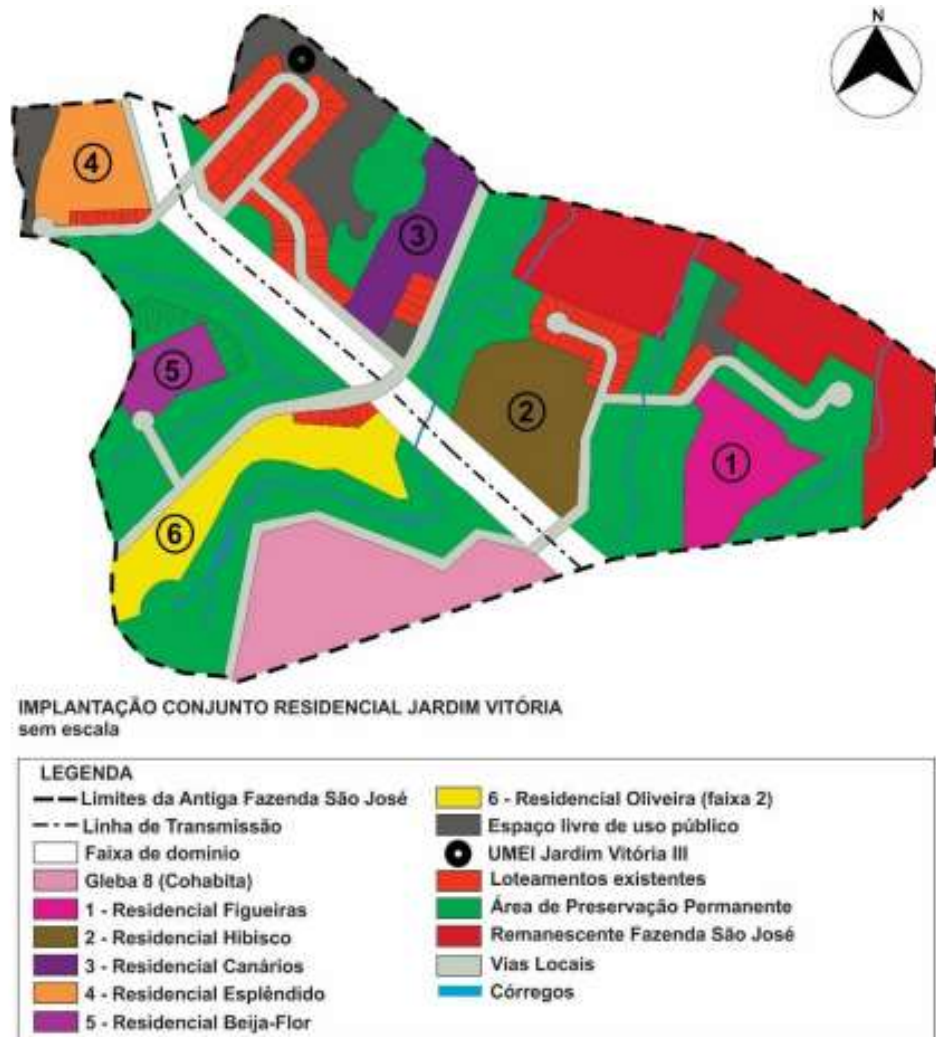 N
4
3
5
2
1
6
IMPLANTAÇÃO CONJUNTO RESIDENCIAL JARDIM VITÓRIA
sem escala
LEGENDA
Limites da Antiga Fazenda São José
Linha de Transmissão
Faixa de domínio
Gleba 8 (Cohabita)
1 - Residencial Figueiras
2 - Residencial Hibisco
3 - Residencial Canários
4 - Residencial Esplêndido
5 - Residencial Beija-Flor
6 - Residencial Oliveira (faixa 2)
Espaço livre de uso público
UMEI Jardim Vitória III
Loteamentos existentes
Área de Preservação Permanente
Remanescente Fazenda São José
Vias Locais
Córregos